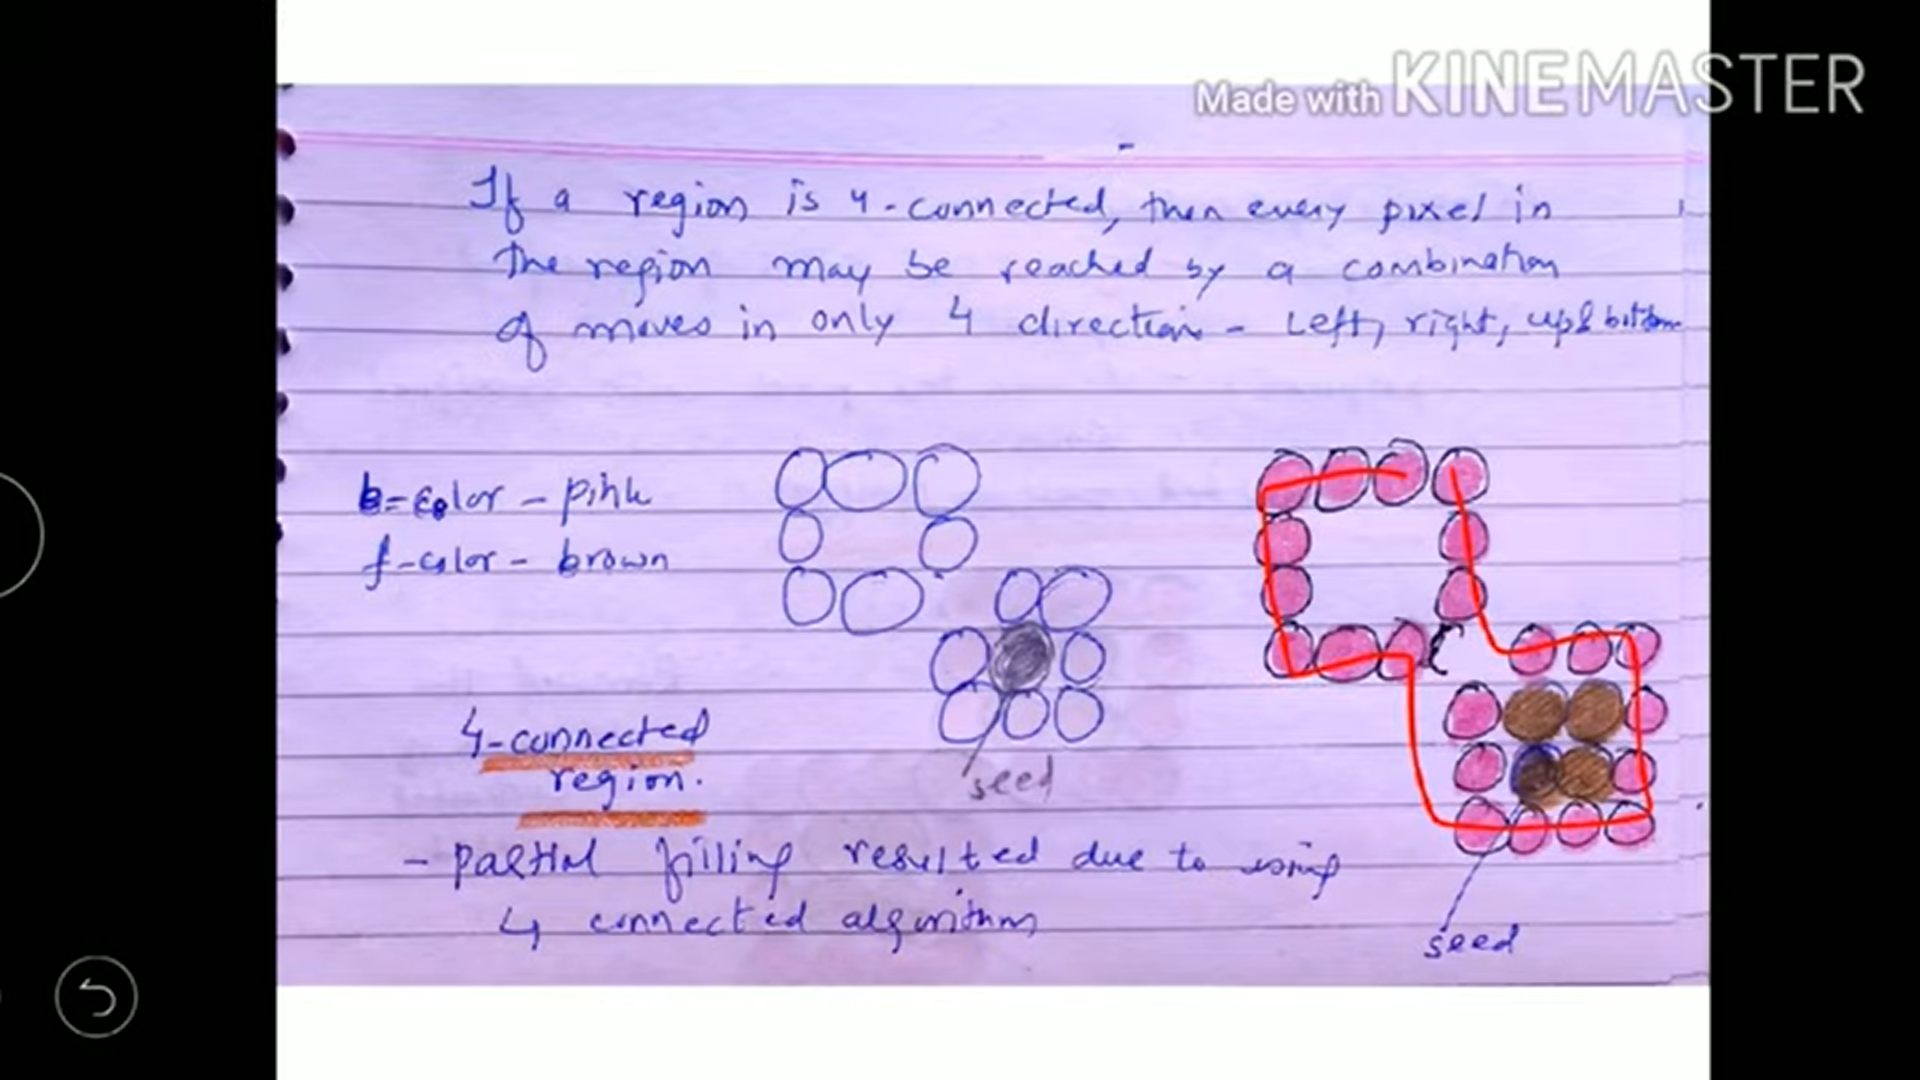 Made with KINEMASTER
If a region is 4-connected, then every pixel in
the region may be reached by a combination
of moves in only 4 direction - Left, right, up & bottom
b-color - pink
f-color - brown
4-connected
region.
seed
- Partial filling resulted due to using
4 connected algorithm
seed